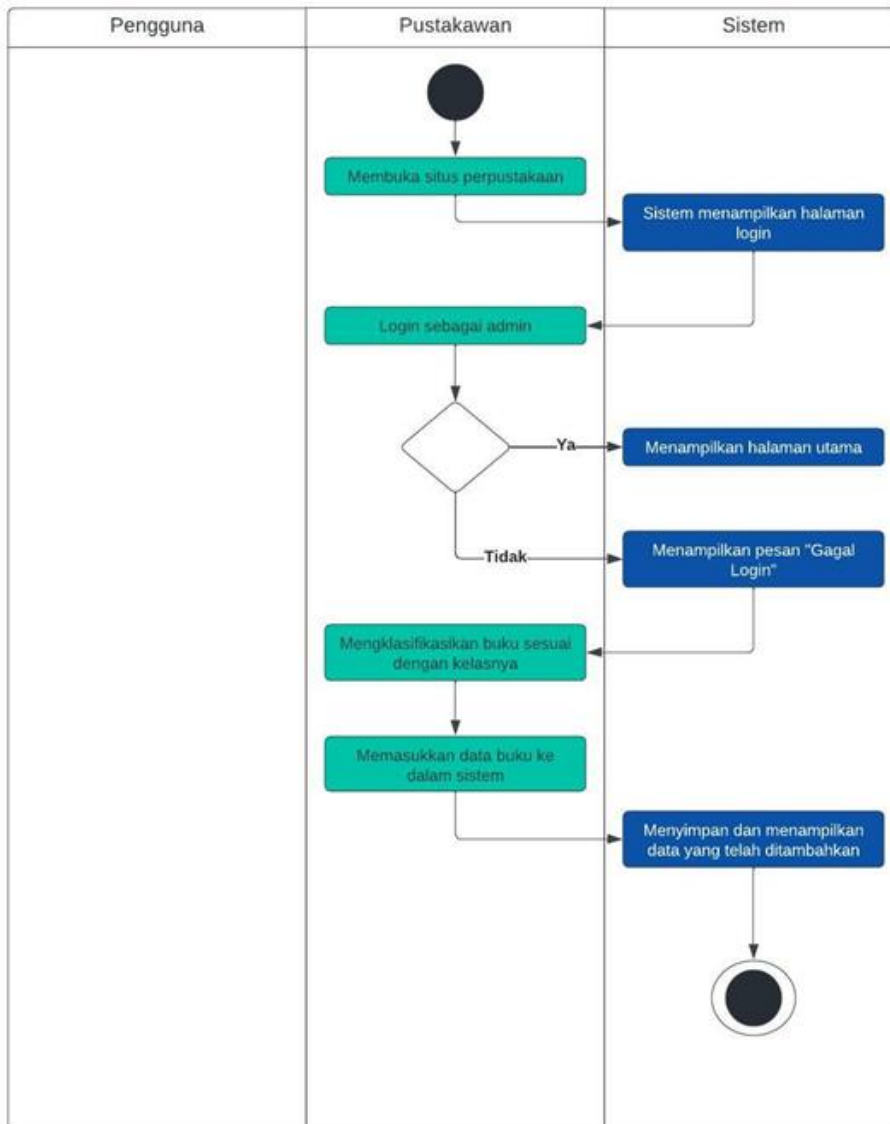 Pengguna
Pustakawan
Sistem
Membuka situs perpustakaan
Sistem menampilkan halaman
login
Login sebagai admin
Ya
Menampilkan halaman utama
Tidak
Menampilkan pesan "Gagal
Login"
Mengklasifikasikan buku sesuai
dengan kelasnya
Memasukkan data buku ke
dalam sistem
Menyimpan dan menampilkan
data yang telah ditambahkan